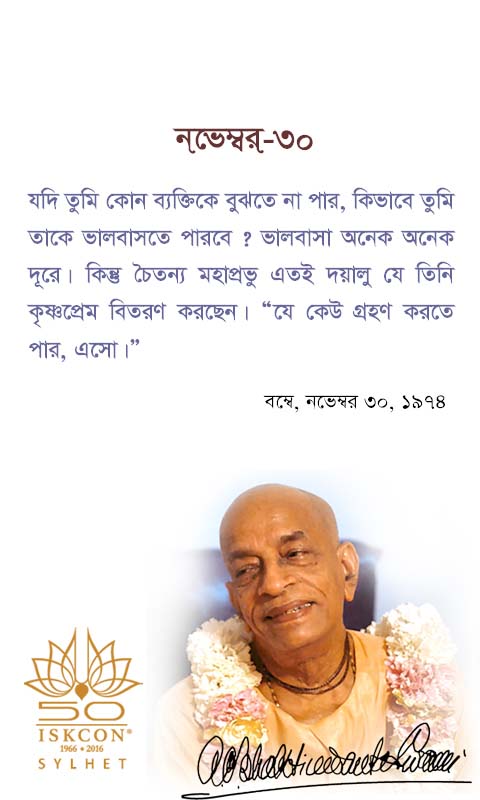 নভেম্বর-৩০
যদি তুমি কোন ব্যক্তিকে বুঝতে না পার, কিভাবে তুমি
তাকে ভালবাসতে পারবে ? ভালবাসা অনেক অনেক
দূরে। কিন্তু চৈতন্য মহাপ্রভু এতই দয়ালু যে তিনি
কৃষ্ণপ্রেম বিতরণ করছেন। “যে কেউ গ্রহণ করতে
পার, এসো।”
বম্বে, নভেম্বর ৩০, ১৯৭৪
50
ISKCON®
1966 • 2016
SYLHET